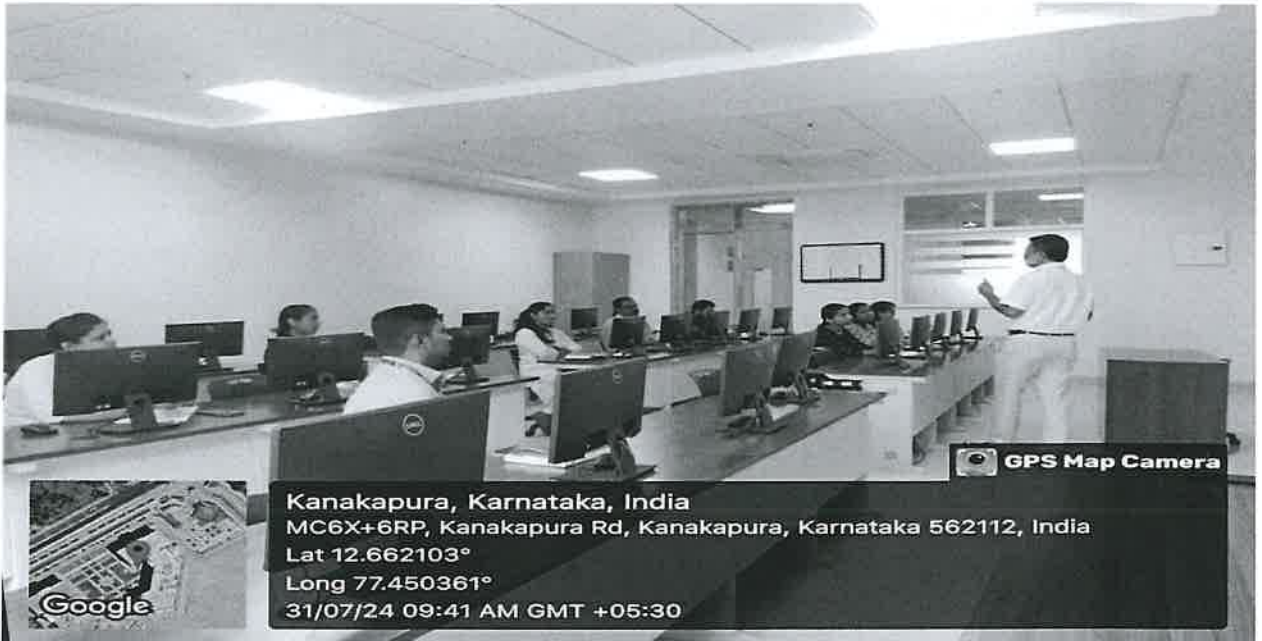 GPS Map Camera
Kanakapura, Karnataka, India
MC6X+6RP, Kanakapura Rd, Kanakapura, Karnataka 562112, India
Lat 12.662103°
Long 77.450361°
31/07/24 09:41 AM GMT +05:30
Google
DELL